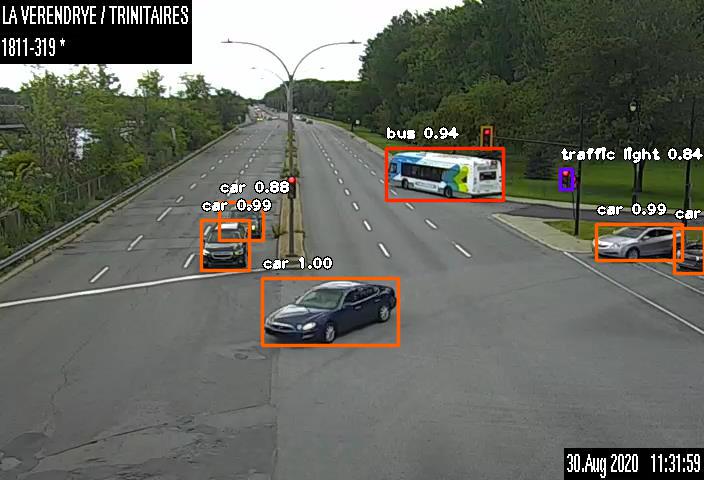 LA VERENDRYE / TRINITAIRES
1811-319 *
bus 0.94
traffic light 0.84
car 0.88
car 0.99
car 0.99
car
car 1.00
30.Aug 2020 11:31:59